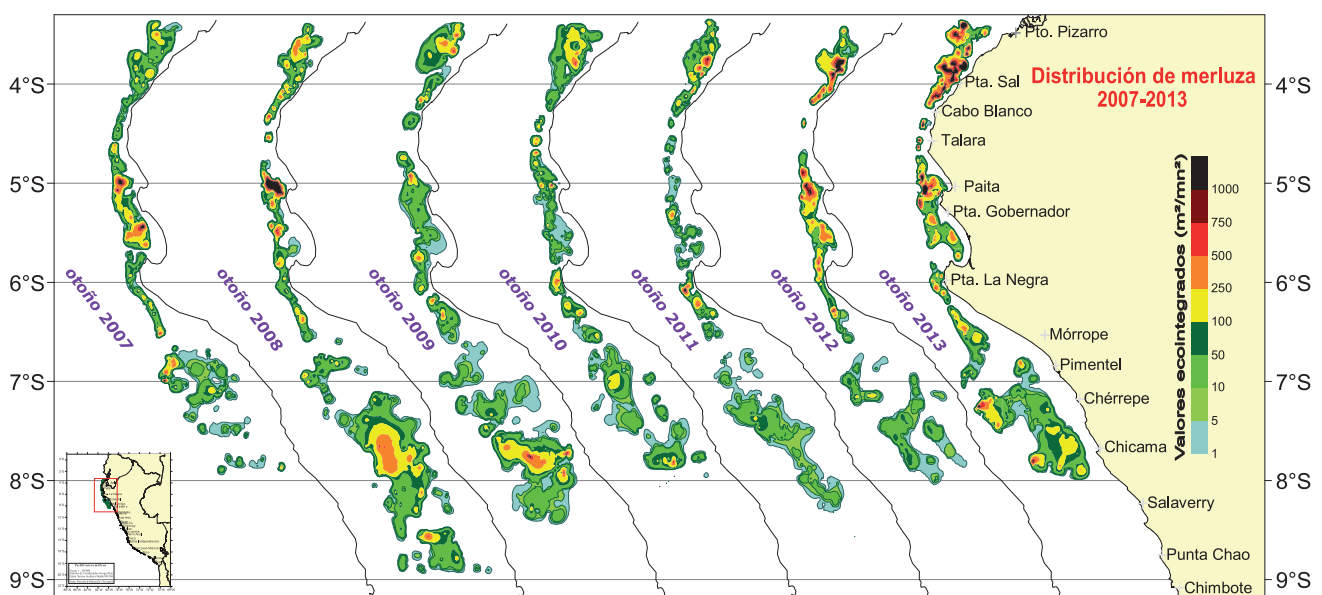 Pto. Pizarro
4°S
Pta. Sal
Distribución de merluza
2007-2013
4°S
Cabo Blanco
Talara
5°S
Paita
5°S
Pta. Gobernador
Valores ecointegrados (m²/mn²)
1000
750
500
250
100
50
10
5
1
6°S
Pta. La Negra
6°S
otoño 2007
otoño 2008
otoño 2009
otoño 2010
otoño 2011
otoño 2012
otoño 2013
Mórrope
Pimentel
7°S
7°S
Chérrepe
Chicama
8°S
8°S
Salaverry
Punta Chao
9°S
9°S
Chimbote